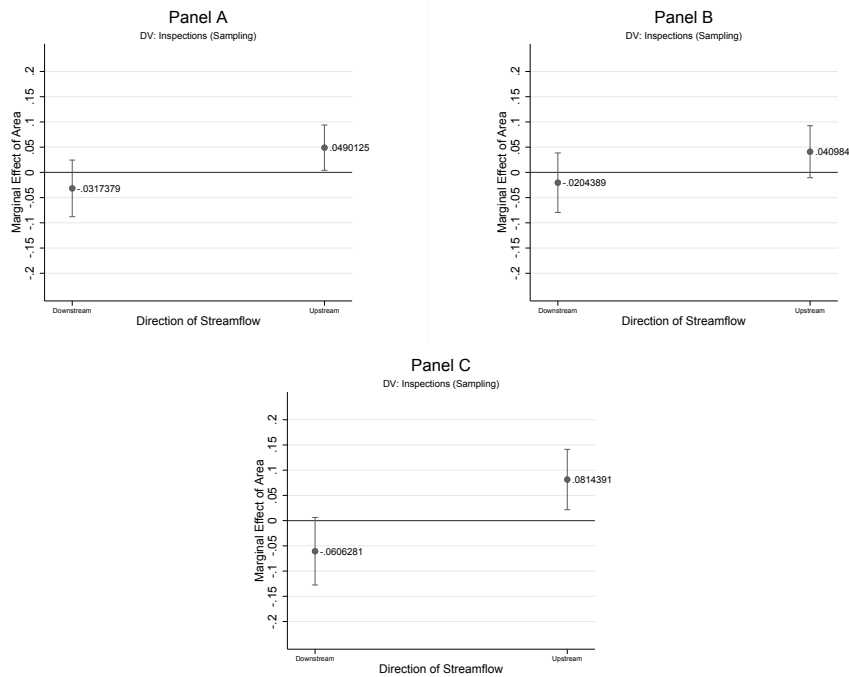 Panel A
DV: Inspections (Sampling)
Marginal Effect of Area
.2
.15
.1
.05
0
-.05
-.1
-.15
-.2
-.0317379
.0490125
Downstream
Upstream
Direction of Streamflow
Panel B
DV: Inspections (Sampling)
Marginal Effect of Area
.2
.15
.1
.05
0
-.05
-.1
-.15
-.2
-.0204389
.040984
Downstream
Upstream
Direction of Streamflow
Panel C
DV: Inspections (Sampling)
Marginal Effect of Area
.2
.15
.1
.05
0
-.05
-.1
-.15
-.2
-.0606281
.0814391
Downstream
Upstream
Direction of Streamflow